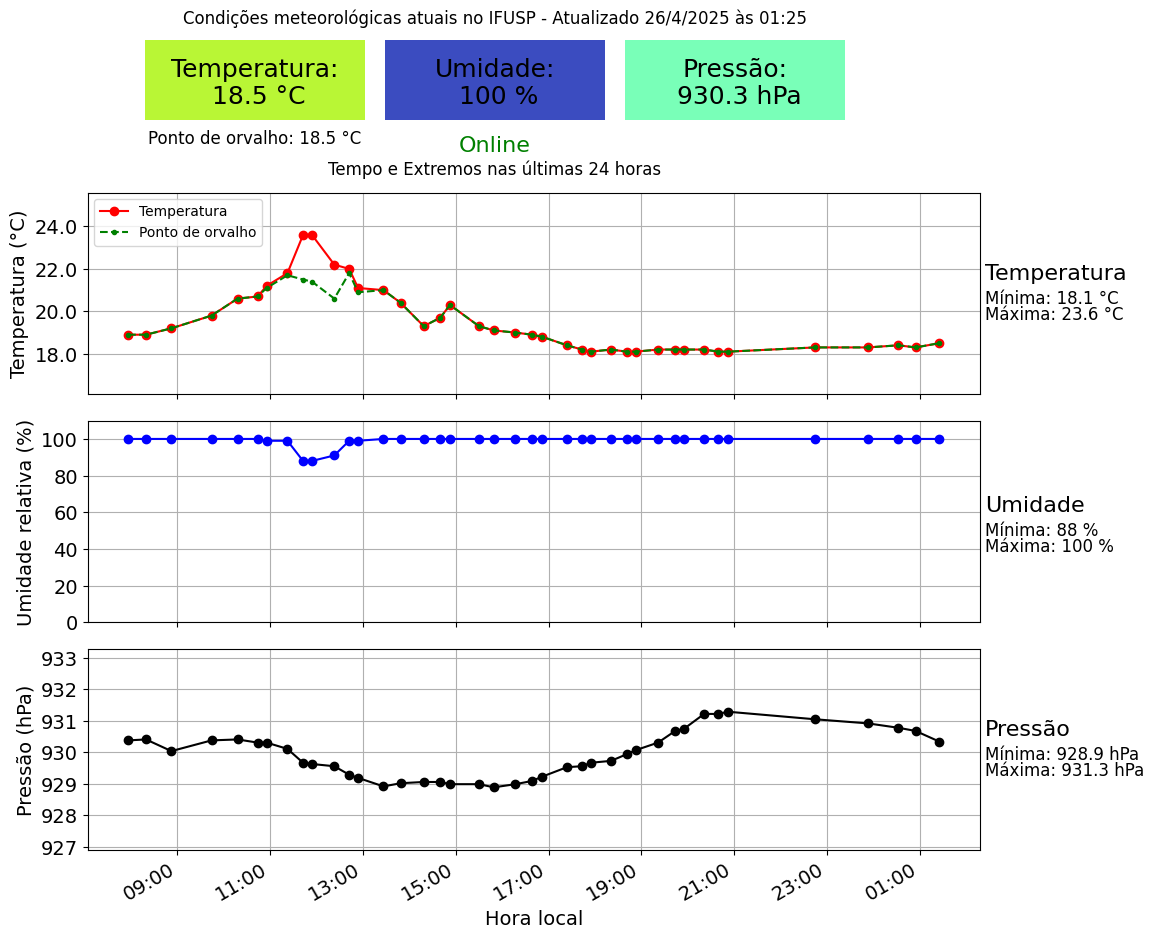 Condições meteorológicas atuais no IFUSP - Atualizado 26/4/2025 às 01:25
Temperatura:
18.5 °C
Umidade:
100 %
Pressão:
930.3 hPa
Ponto de orvalho: 18.5 °C
Online
Tempo e Extremos nas últimas 24 horas
Temperatura (°C)
24.0
22.0
20.0
18.0
Temperatura
Ponto de orvalho
Temperatura
Mínima: 18.1 °C
Máxima: 23.6 °C
Umidade relativa (%)
100
80
60
40
20
0
Umidade
Mínima: 88 %
Máxima: 100 %
Pressão (hPa)
933
932
931
930
929
928
927
Pressão
Mínima: 928.9 hPa
Máxima: 931.3 hPa
09:00
11:00
13:00
15:00
17:00
19:00
21:00
23:00
01:00
Hora local